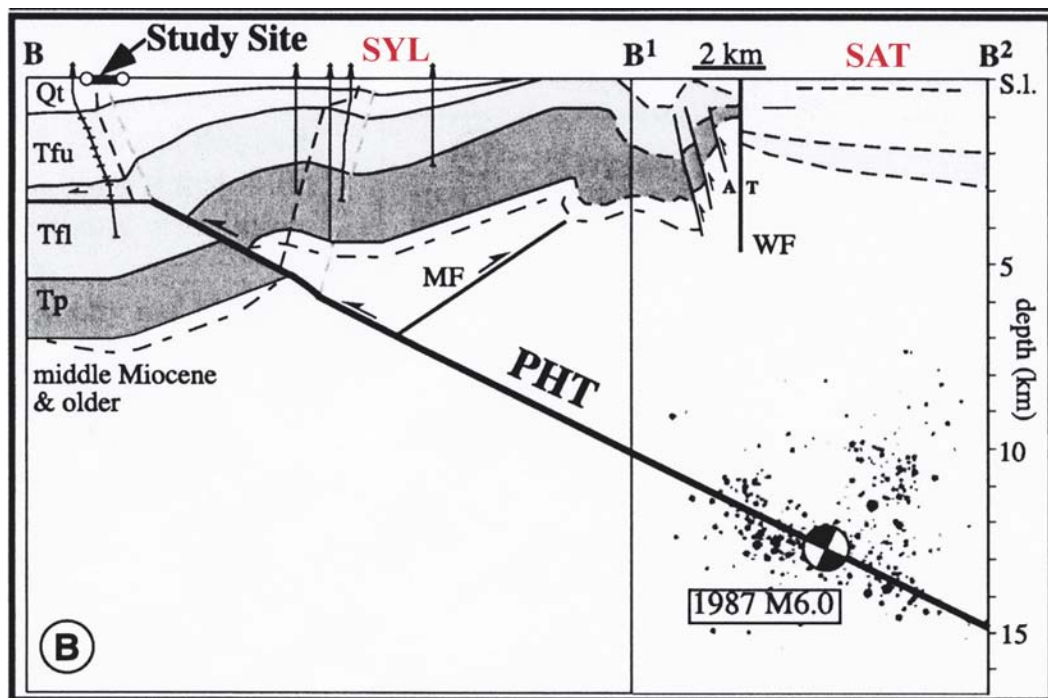 B
Study Site
SYL
B1
2 km
SAT
B2
S.l.
Qt
Tfu
Tfl
Tp
A T
WF
MF
5
depth (km)
middle Miocene
& older
PHT
10
1987 M6.0
15
B